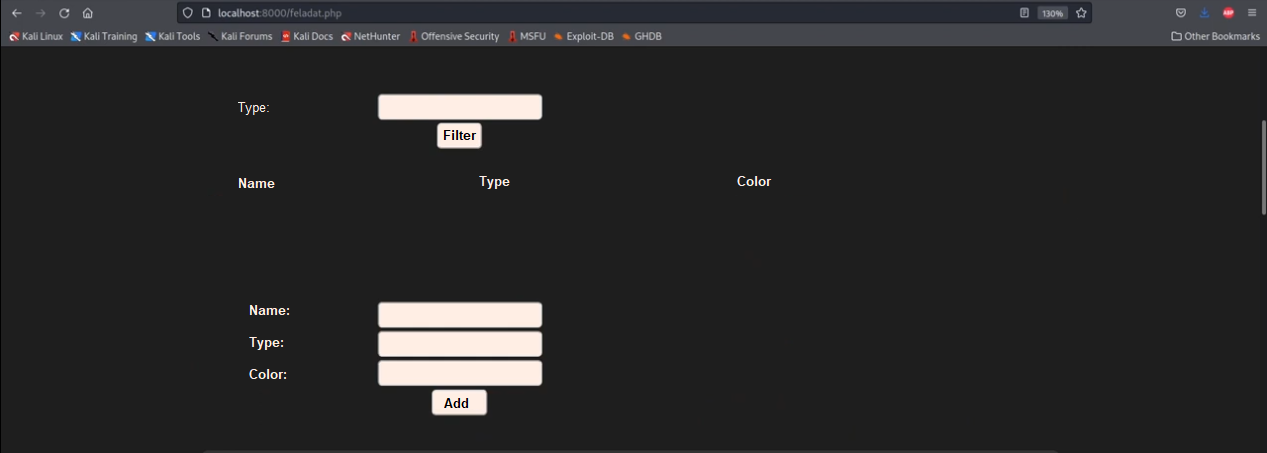 localhost:8000/feladat.php 130% ABP
Kali Linux Kali Training Kali Tools Kali Forums Kali Docs NetHunter Offensive Security MSFU Exploit-DB GHDB Other Bookmarks
Type:
Filter
Name Type Color
Name:
Type:
Color:
Add